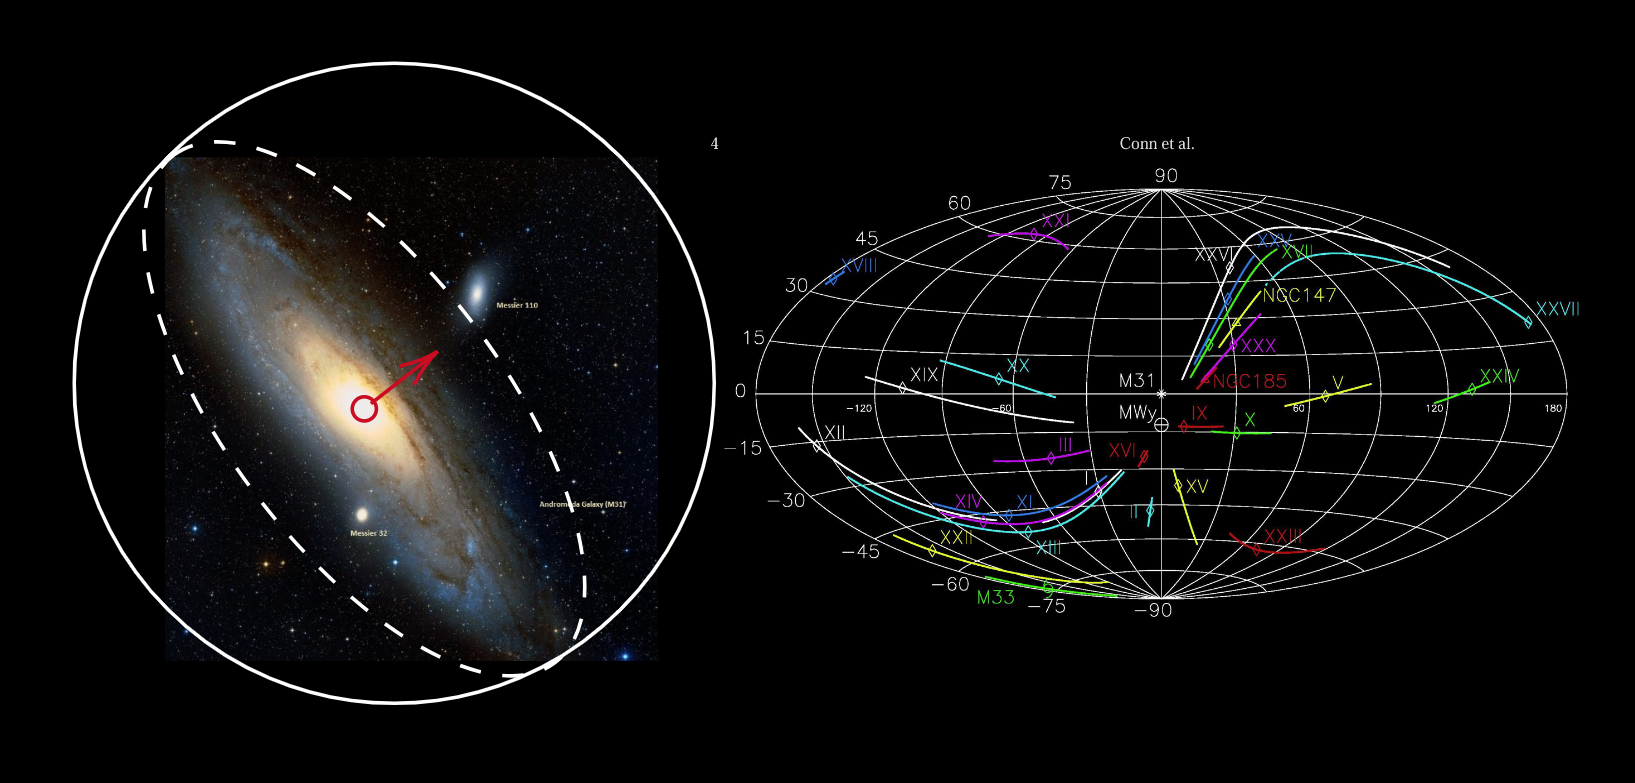 4
Conn et al.
90
75
60
XXI
45
XXV
XXVI
XVII
XVIII
30
NGC147
Messier 110
XXVII
15
XXX
XX
XIX
M31
NGC185
V
XXIV
0
−120
−60
60
120
180
MWy
IX
X
XII
−15
III
XVI
I
XV
−30
XIV
XI
II
Andromeda Galaxy (M31)
Messier 32
XXII
XIII
XXIII
−45
−60
M33
−75
−90